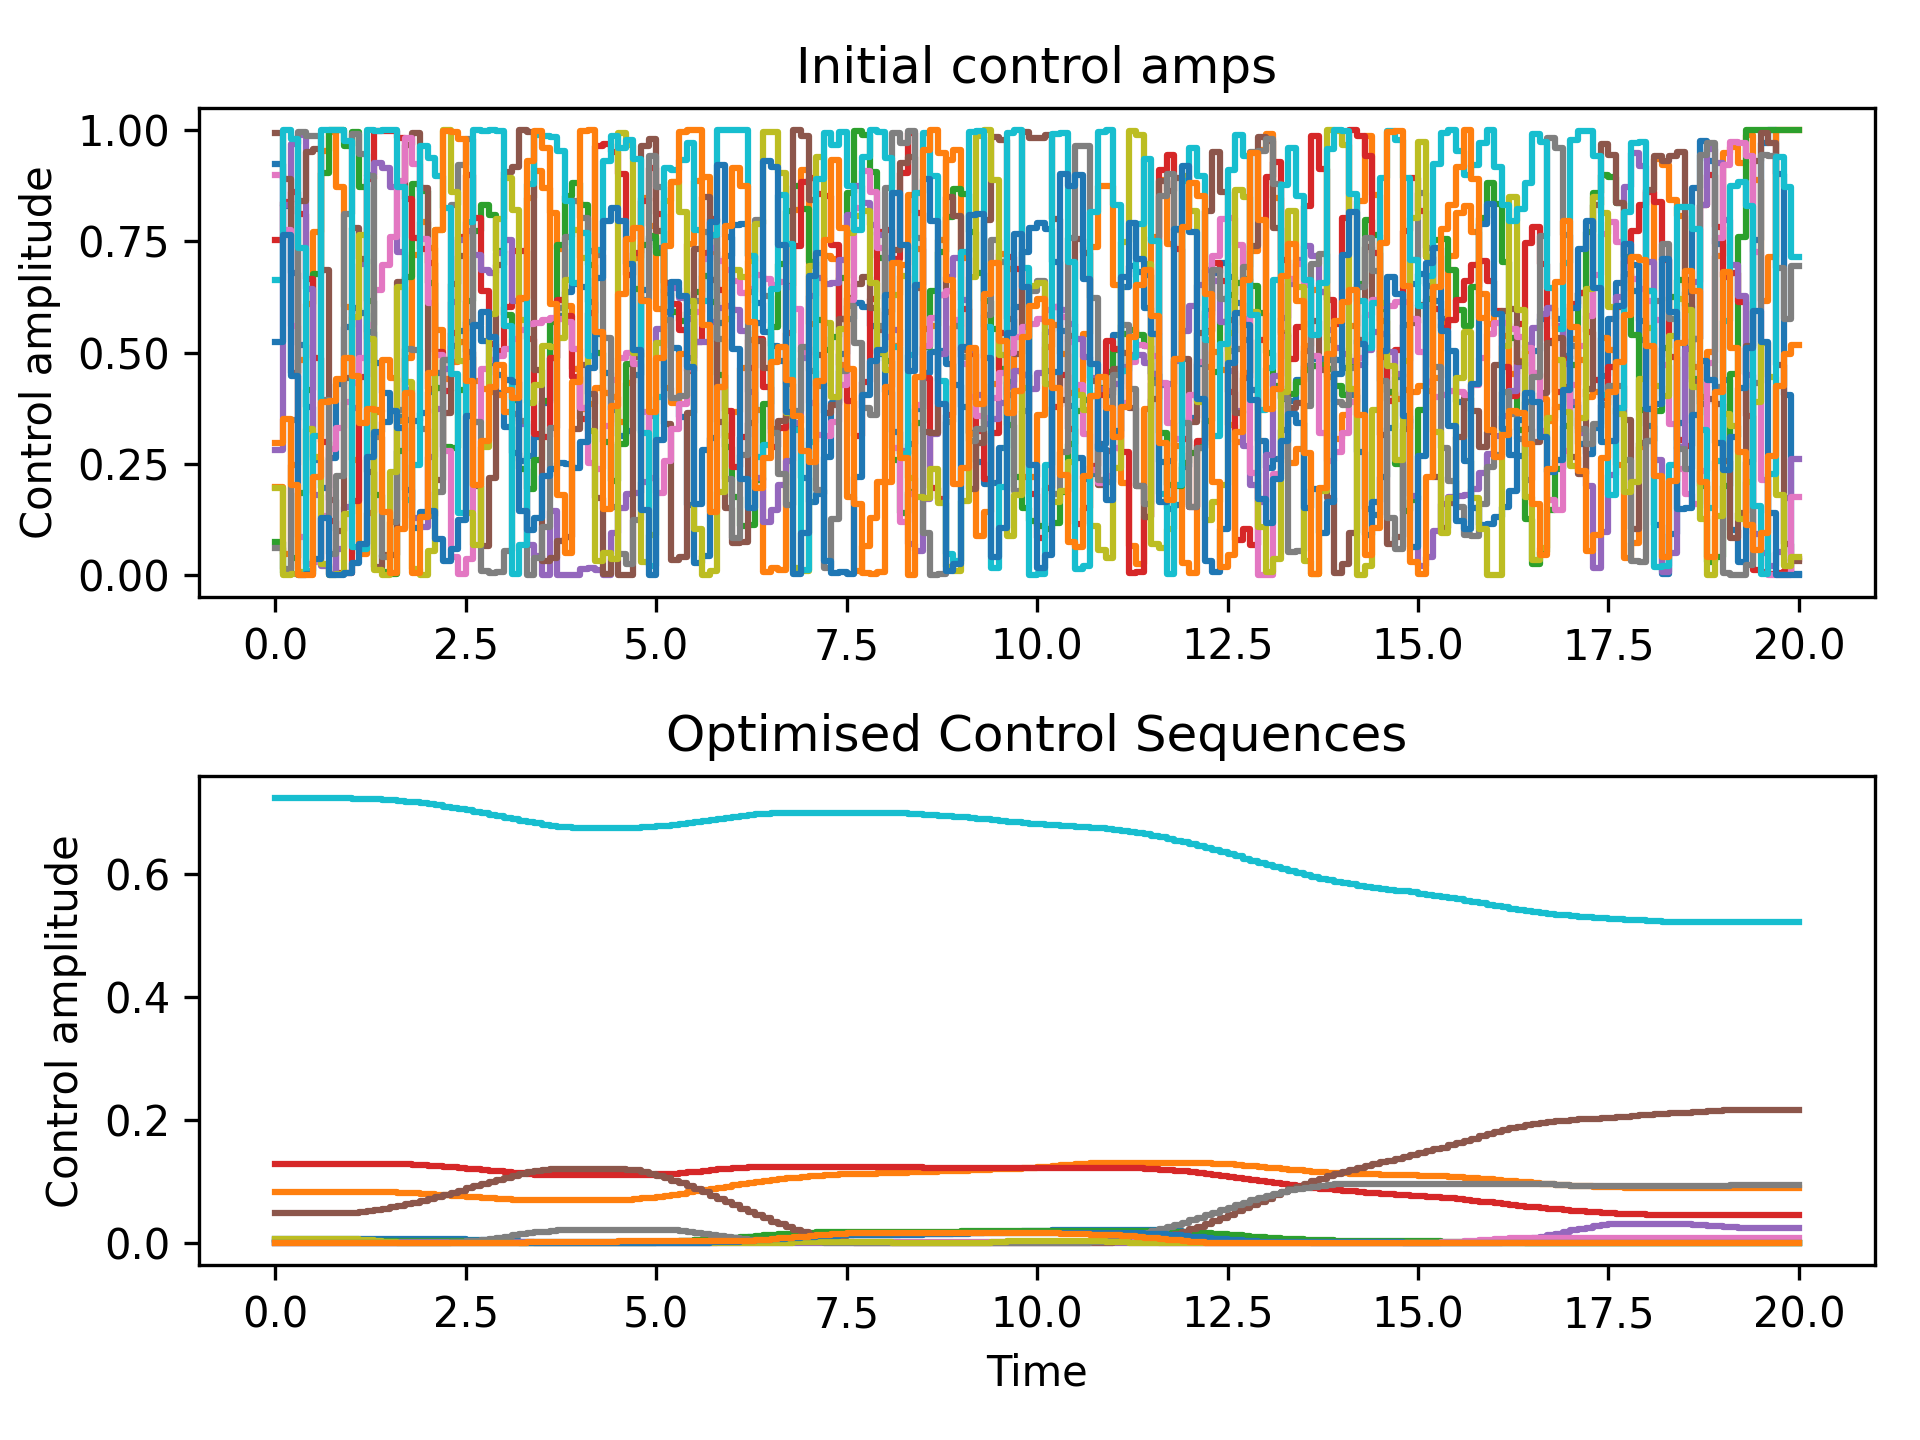 Initial control amps
Control amplitude
1.00
0.75
0.50
0.25
0.00
0.0 2.5 5.0 7.5 10.0 12.5 15.0 17.5 20.0
Optimised Control Sequences
Control amplitude
0.6
0.4
0.2
0.0
0.0 2.5 5.0 7.5 10.0 12.5 15.0 17.5 20.0
Time